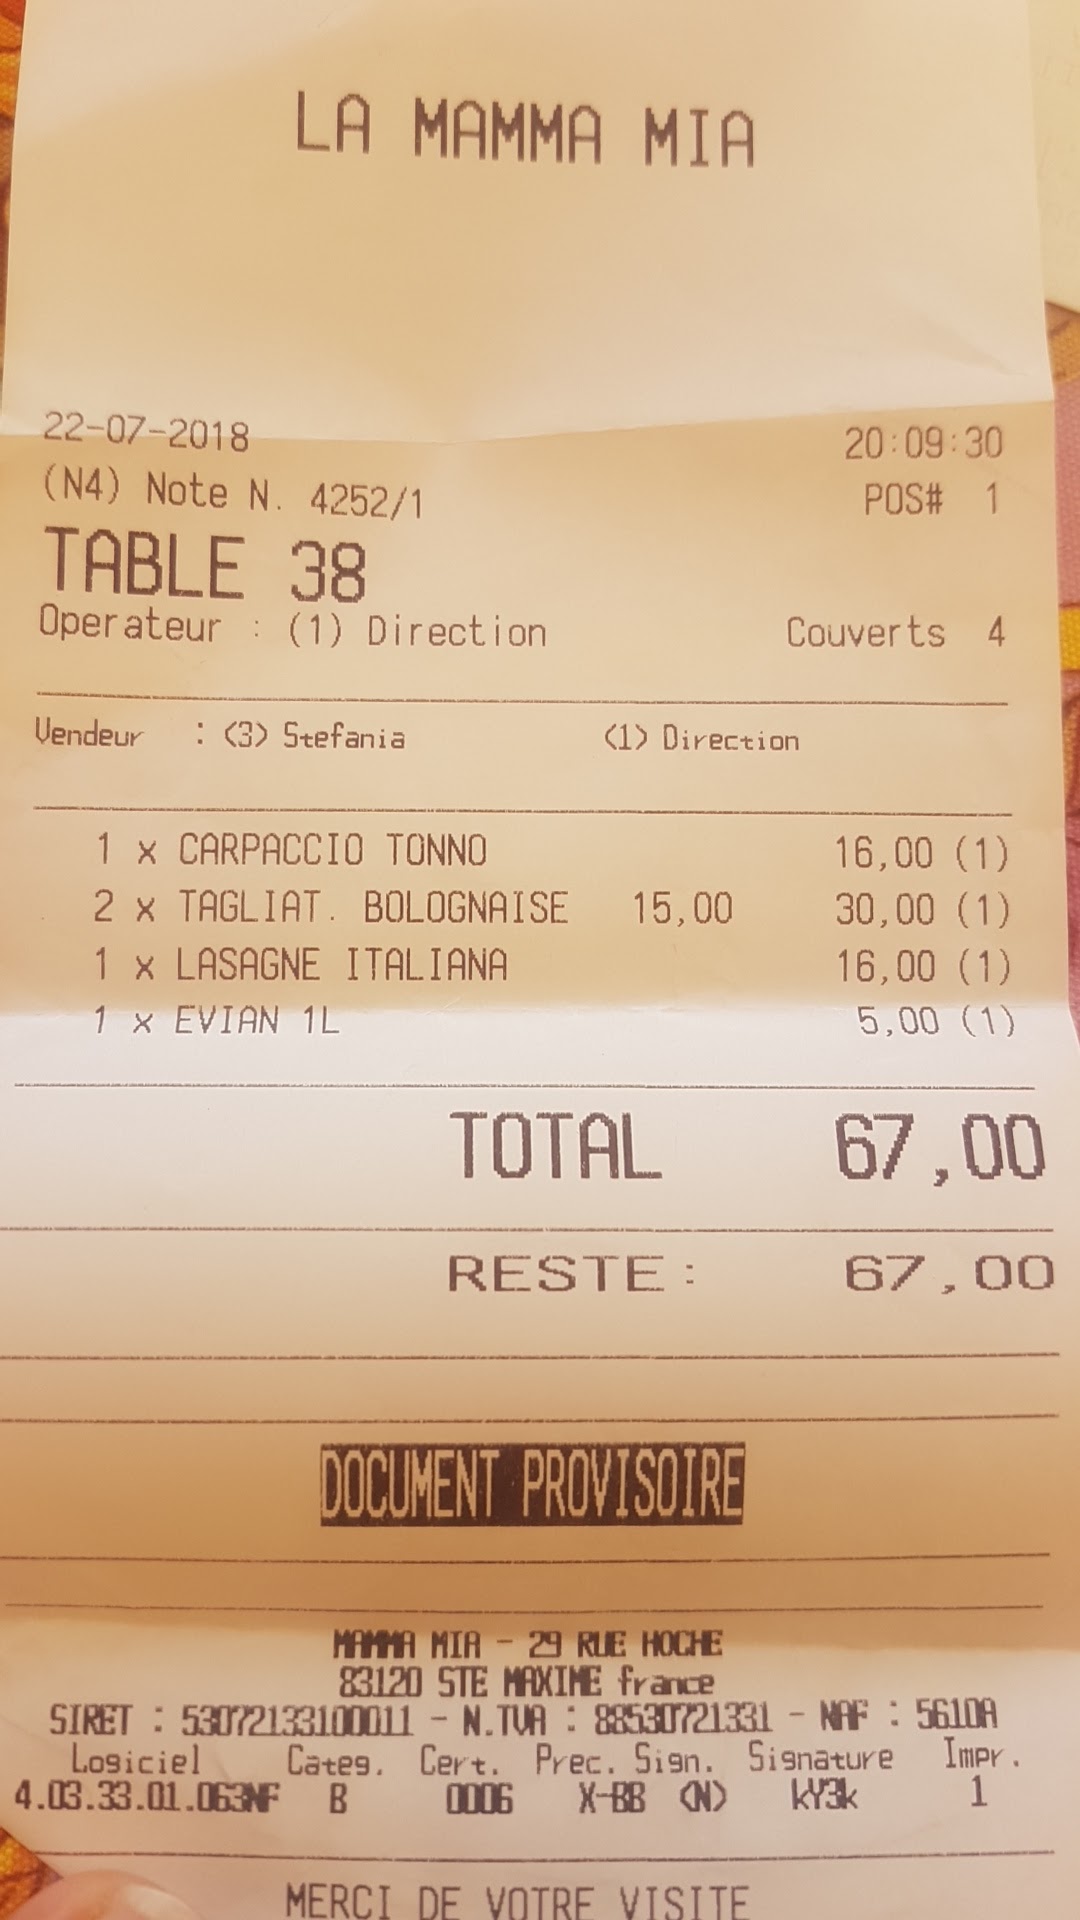 LA MAMMA MIA
22-07-2018 20:09:30
(N4) Note N. 4252/1 POS# 1
TABLE 38
Operateur : (1) Direction Couverts 4
Vendeur : (3) Stefania (1) Direction
1 x CARPACCIO TONNO 16,00 (1)
2 x TAGLIAT. BOLOGNAISE 15,00 30,00 (1)
1 x LASAGNE ITALIANA 16,00 (1)
1 x EVIAN 1L 5,00 (1)
TOTAL 67,00
RESTE: 67,00
DOCUMENT PROVISOIRE
MAMMA MIA - 29 RUE HOCHE
83120 STE MAXIME france
SIRET : 53072133100011 - N.TVA : 88530721331 - NAF : 5610A
Logiciel Categ. Cert. Prec. Sign. Signature Impr.
4.03.33.01.063NF B 0006 X-BB (N) kY3k 1
MERCI DE VOTRE VISITE